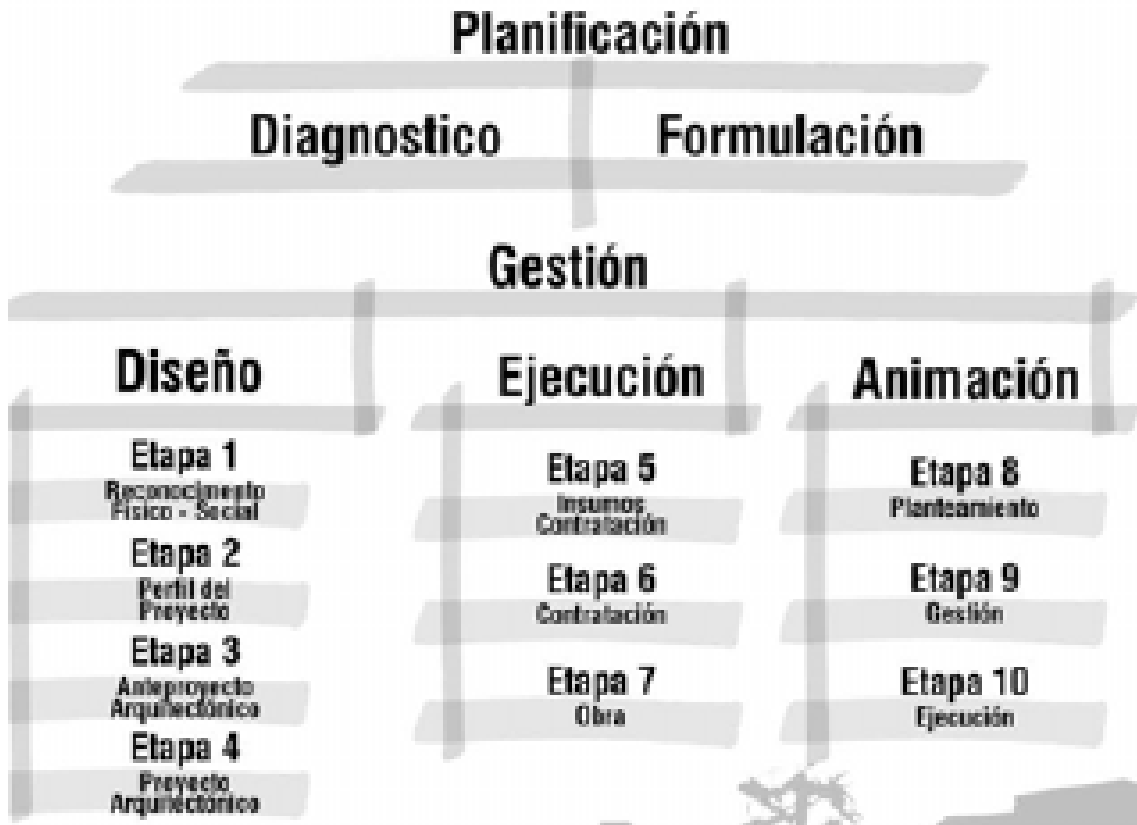 Planificación
Diagnostico
Formulación
Gestión
Diseño
Etapa 1
Reconocimento
Físico - Social
Etapa 2
Perfil del
Proyecto
Etapa 3
Anteproyecto
Arquitectónico
Etapa 4
Proyecto
Arquitectónico
Ejecución
Etapa 5
Insumos
Contratación
Etapa 6
Contratación
Etapa 7
Obra
Animación
Etapa 8
Planteamiento
Etapa 9
Gestión
Etapa 10
Ejecución